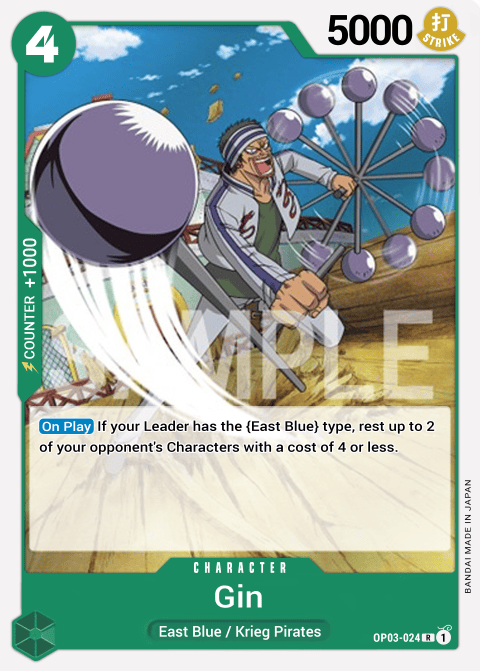 4
5000
打
STRIKE
COUNTER +1000
SAMPLE
On Play If your Leader has the {East Blue} type, rest up to 2
of your opponent's Characters with a cost of 4 or less.
CHARACTER
Gin
East Blue / Krieg Pirates
OP03-024 R 1
BANDAI MADE IN JAPAN